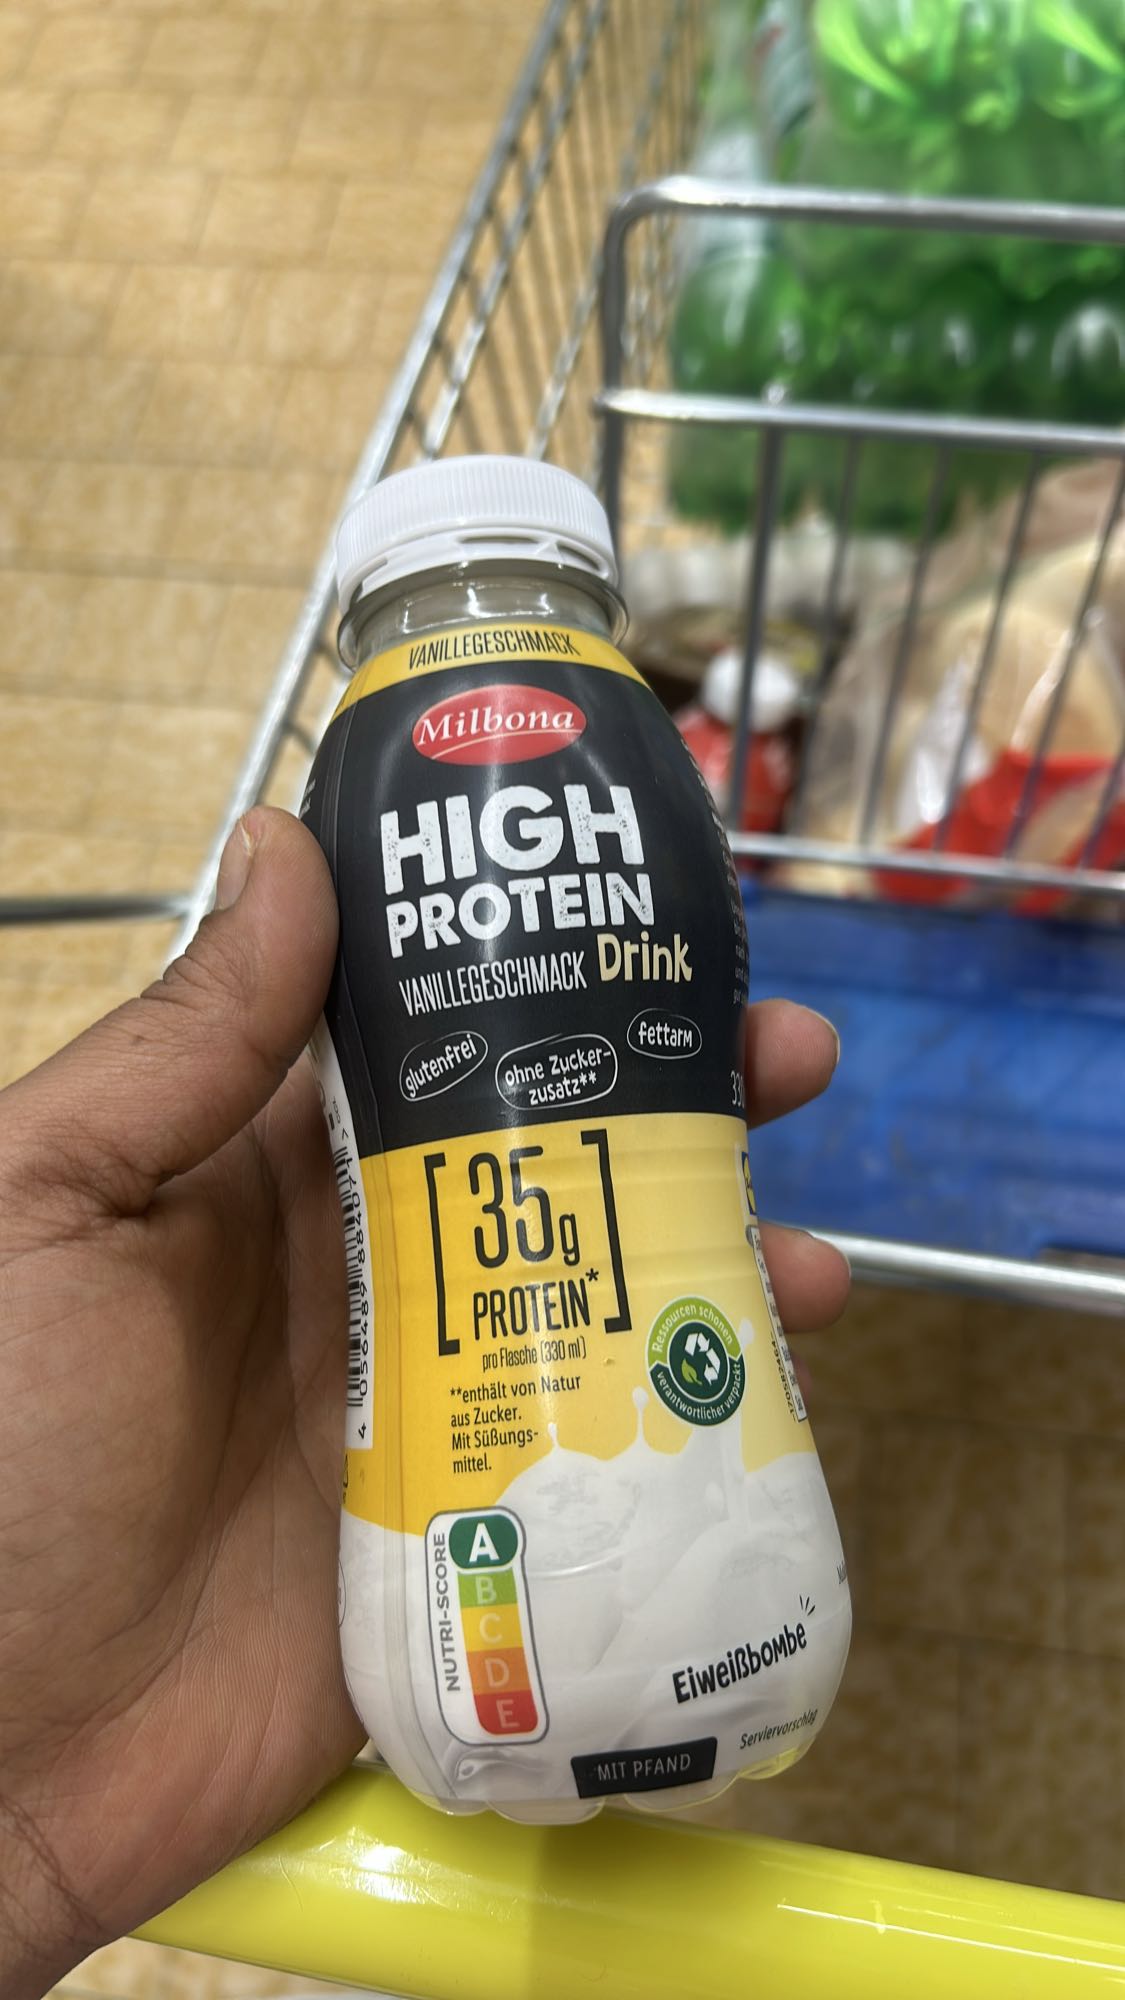 VANILLEGESCHMACK
Milbona
HIGH
PROTEIN
VANILLEGESCHMACK Drink
glutenfrei
ohne Zucker-
zusatz**
fettarm
35g
PROTEIN*
pro Flasche (330 ml)
**enthält von Natur
aus Zucker.
Mit Süßungs-
mittel.
Ressourcen schonen
verantwortlicher verpackt
NUTRI-SCORE
A
B
C
D
E
Eiweißbombe
Serviervorschlag
MIT PFAND